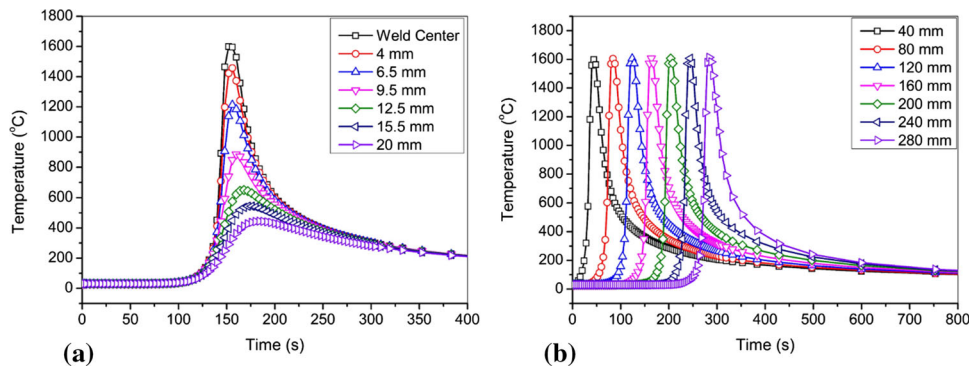 1800
1600
1400
1200
1000
800
600
400
200
0
Temperature (°C)
Weld Center
4 mm
6.5 mm
9.5 mm
12.5 mm
15.5 mm
20 mm
0 50 100 150 200 250 300 350 400
Time (s)
(a)
1800
1600
1400
1200
1000
800
600
400
200
0
Temperature (°C)
40 mm
80 mm
120 mm
160 mm
200 mm
240 mm
280 mm
0 100 200 300 400 500 600 700 800
Time (s)
(b)